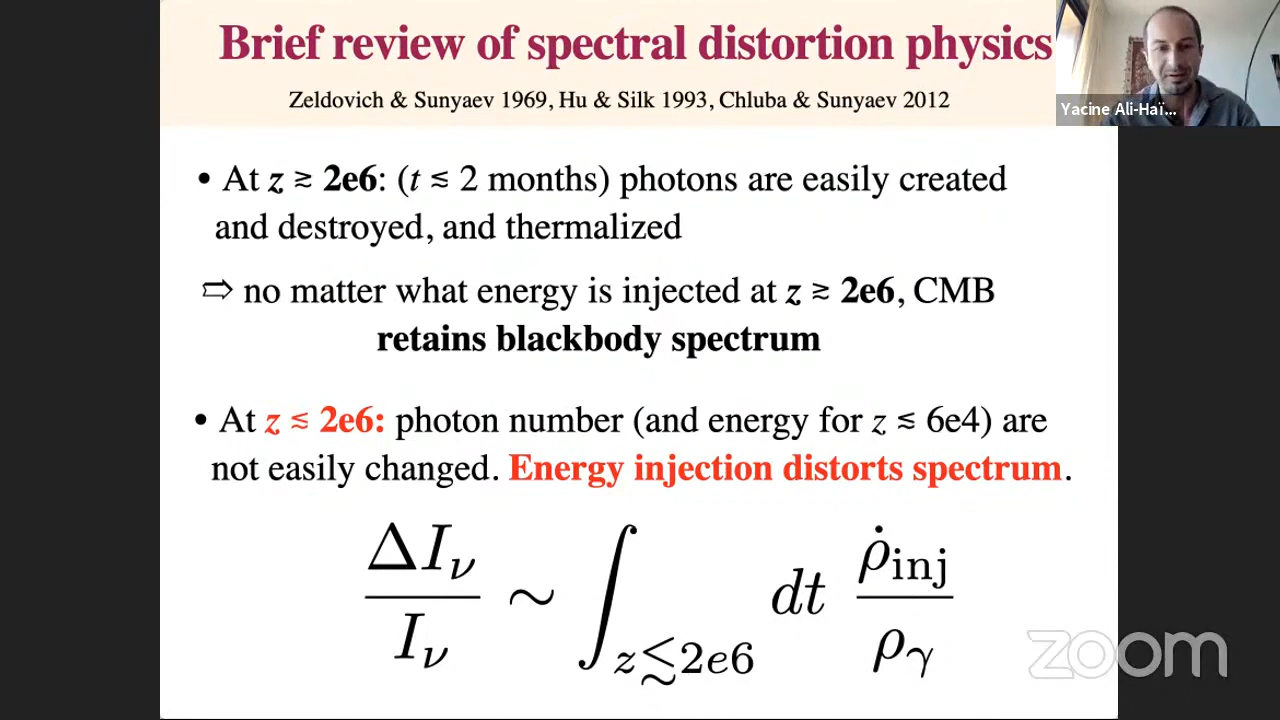 Brief review of spectral distortion physics
Zeldovich & Sunyaev 1969, Hu & Silk 1993, Chluba & Sunyaev 2012
Yacine Ali-Haï...
• At z ≳ 2e6: (t ≲ 2 months) photons are easily created
and destroyed, and thermalized
⇨ no matter what energy is injected at z ≳ 2e6, CMB
retains blackbody spectrum
• At z ≲ 2e6: photon number (and energy for z ≲ 6e4) are
not easily changed. Energy injection distorts spectrum.
ΔI_ν / I_ν ∼ ∫_{z≲2e6} dt ρ̇_inj / ρ_γ
zoom